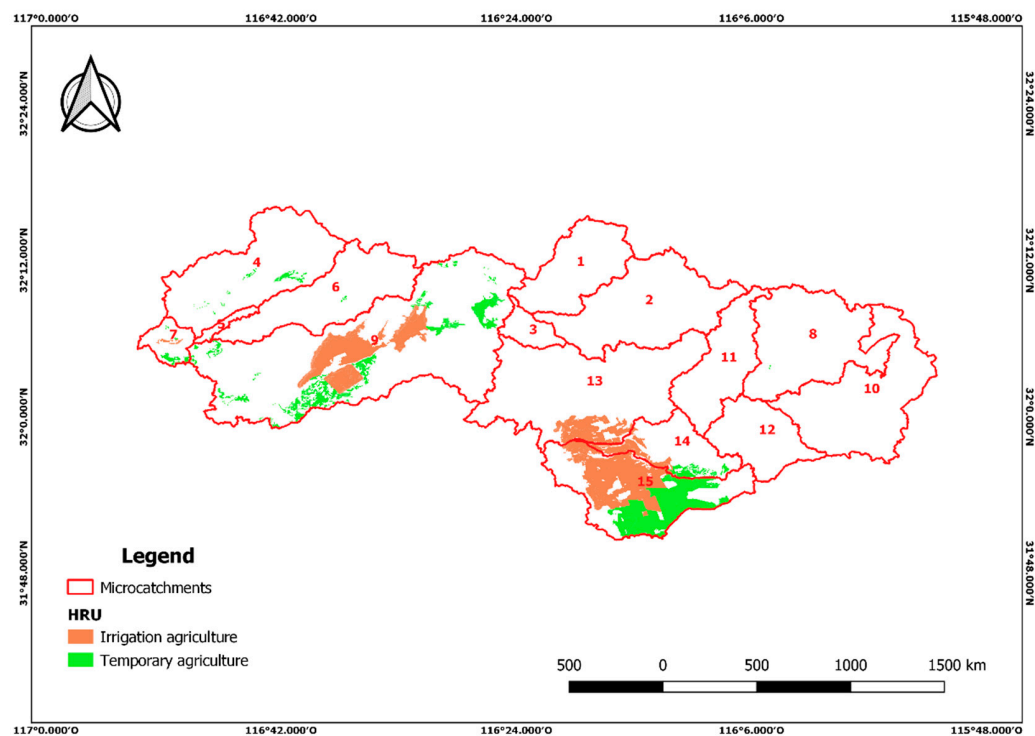 117°0.000'O 116°42.000'O 116°24.000'O 116°6.000'O 115°48.000'O
32°24.000'N
32°24.000'N
32°12.000'N
32°12.000'N
32°0.000'N
32°0.000'N
31°48.000'N
31°48.000'N
4
1
6
2
7
5
9
3
11
8
13
10
12
14
15
Legend
Microcatchments
HRU
Irrigation agriculture
Temporary agriculture
500 0 500 1000 1500 km
117°0.000'O 116°42.000'O 116°24.000'O 116°6.000'O 115°48.000'O